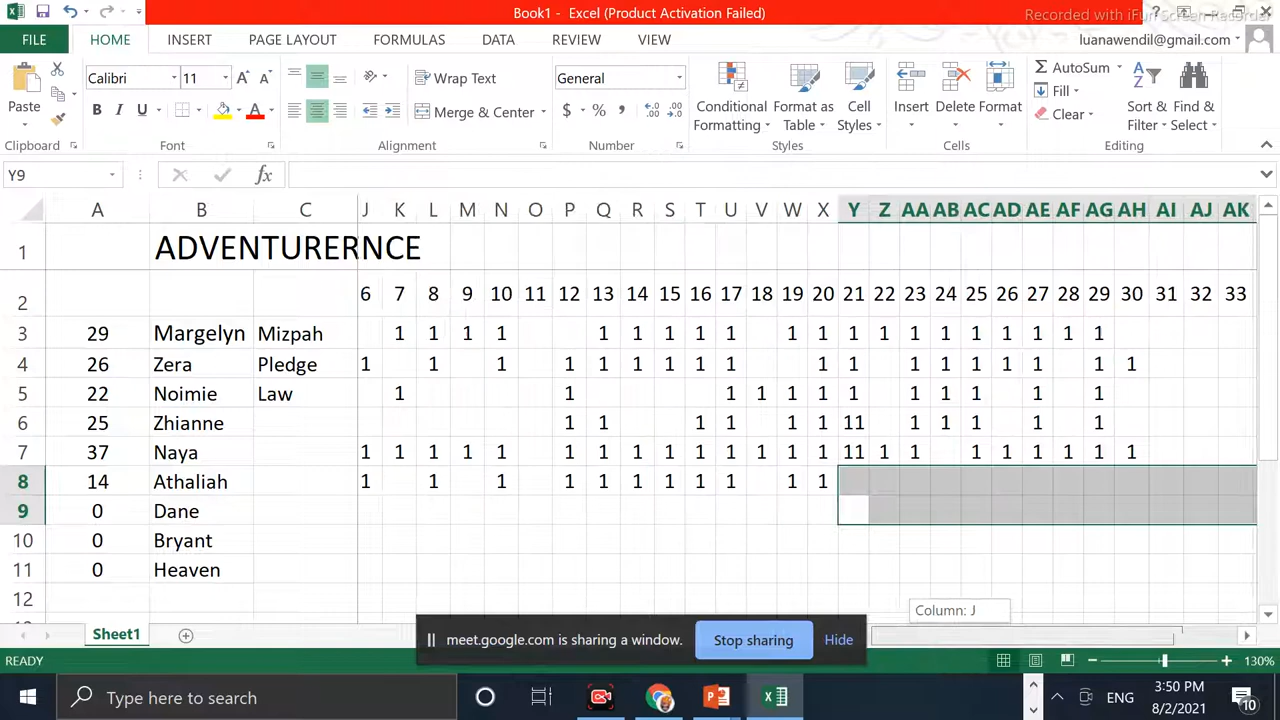 Book1 - Excel (Product Activation Failed)
Recorded with iFun Screen Recorder
FILE HOME INSERT PAGE LAYOUT FORMULAS DATA REVIEW VIEW luanawendil@gmail.com
Paste Calibri 11 B I U Wrap Text Merge & Center General $ % , Conditional Formatting Format as Table Cell Styles Insert Delete Format AutoSum Fill Clear Sort & Filter Find & Select
Clipboard Font Alignment Number Styles Cells Editing
Y9 fx
A B C J K L M N O P Q R S T U V W X Y Z AA AB AC AD AE AF AG AH AI AJ AK
1 ADVENTURERNCE
2 6 7 8 9 10 11 12 13 14 15 16 17 18 19 20 21 22 23 24 25 26 27 28 29 30 31 32 33
3 29 Margelyn Mizpah 1 1 1 1 1 1 1 1 1 1 1 1 1 1 1 1 1 1 1 1
4 26 Zera Pledge 1 1 1 1 1 1 1 1 1 1 1 1 1 1 1 1 1 1
5 22 Noimie Law 1 1 1 1 1 1 1 1 1 1 1 1
6 25 Zhianne 1 1 1 1 1 1 11 1 1 1 1 1
7 37 Naya 1 1 1 1 1 1 1 1 1 1 1 1 1 1 11 1 1 1 1 1 1 1 1
8 14 Athaliah 1 1 1 1 1 1 1 1 1 1 1
9 0 Dane
10 0 Bryant
11 0 Heaven
12
Column: J
Sheet1
meet.google.com is sharing a window. Stop sharing Hide
READY 130%
Type here to search ENG 3:50 PM
8/2/2021 10